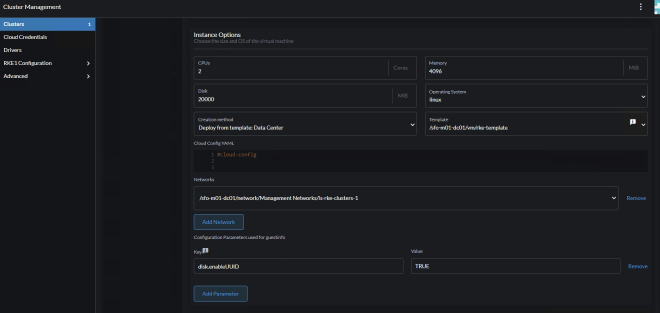 Cluster Management
Clusters 1
Cloud Credentials
Drivers
RKE1 Configuration
Advanced
Instance Options
Choose the size and OS of the virtual machine
CPUs
2 Cores
Memory
4096 MiB
Disk
20000 MiB
Operating System
linux
Creation method
Deploy from template: Data Center
Template
/sfo-m01-dc01/vm/rke-template
Cloud Config YAML
1 #cloud-config
2
3
Networks
/sfo-m01-dc01/network/Management Networks/ls-rke-clusters-1
Remove
Add Network
Configuration Parameters used for guestinfo
Key
Value
disk.enableUUID
TRUE
Remove
Add Parameter